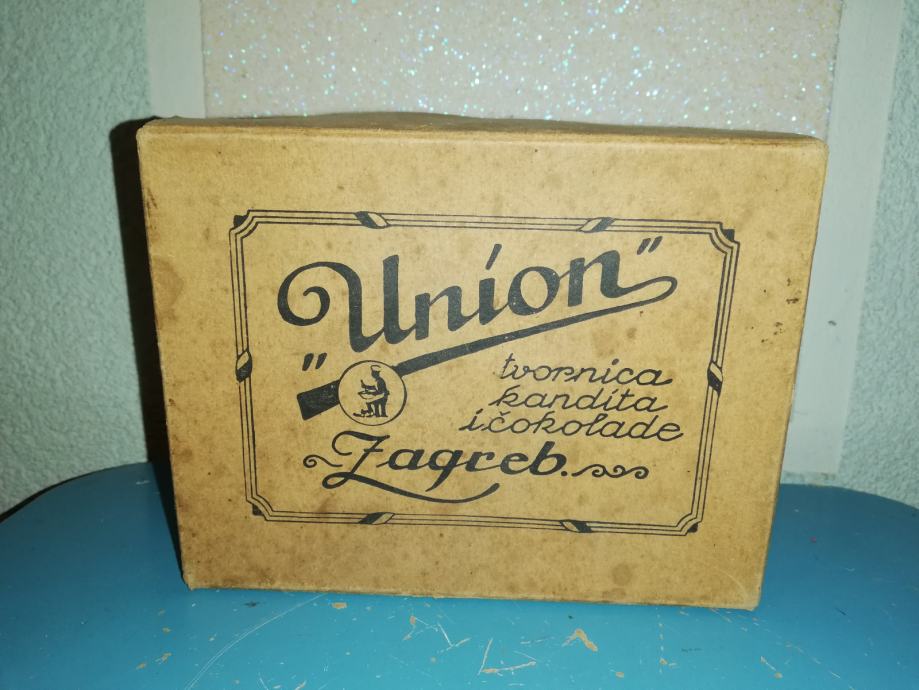 "Union"
tvornica
kandita
i čokolade
Zagreb.